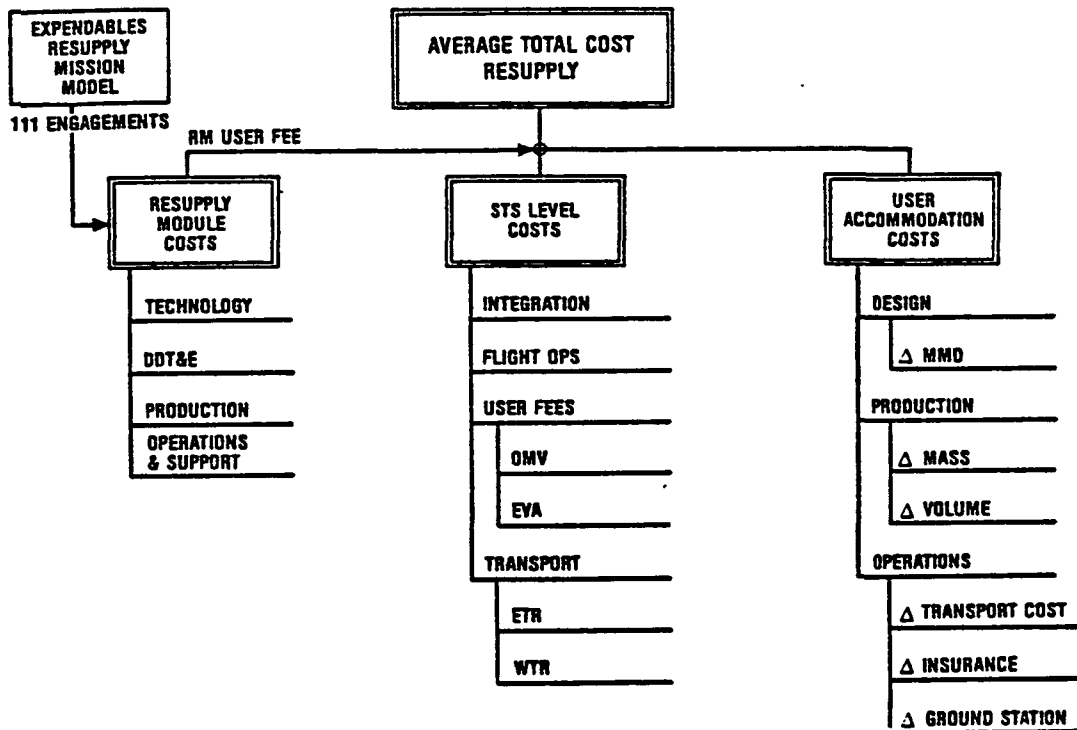 EXPENDABLES
RESUPPLY
MISSION
MODEL
111 ENGAGEMENTS
AVERAGE TOTAL COST
RESUPPLY
RM USER FEE
RESUPPLY
MODULE
COSTS
TECHNOLOGY
DDT&E
PRODUCTION
OPERATIONS
& SUPPORT
STS LEVEL
COSTS
INTEGRATION
FLIGHT OPS
USER FEES
OMV
EVA
TRANSPORT
ETR
WTR
USER
ACCOMMODATION
COSTS
DESIGN
Δ MMD
PRODUCTION
Δ MASS
Δ VOLUME
OPERATIONS
Δ TRANSPORT COST
Δ INSURANCE
Δ GROUND STATION